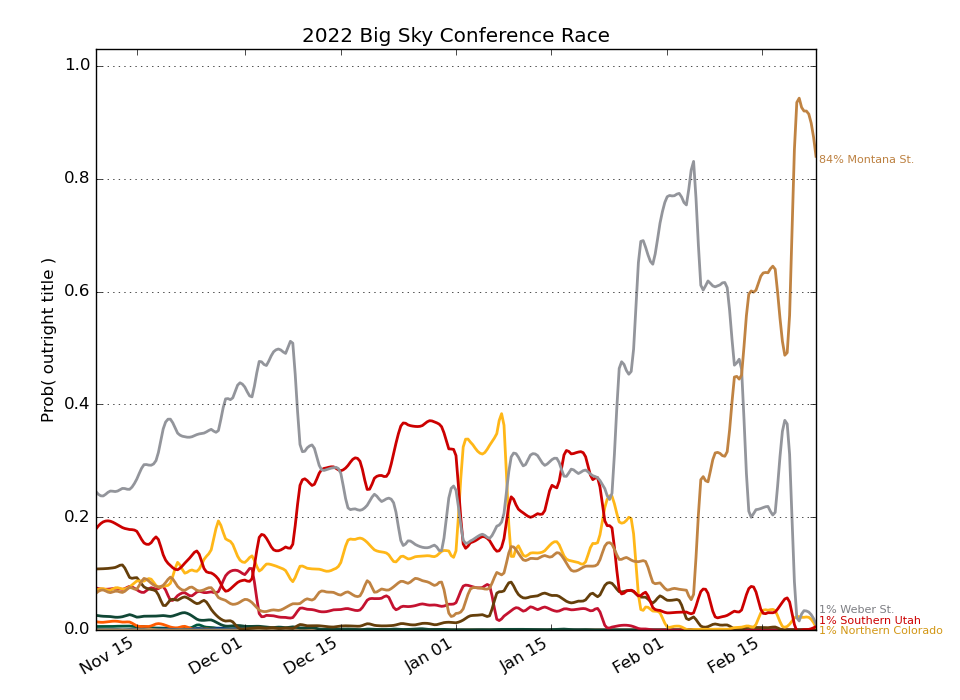 2022 Big Sky Conference Race
1.0
0.8
0.6
0.4
0.2
0.0
Prob( outright title )
Nov 15
Dec 01
Dec 15
Jan 01
Jan 15
Feb 01
Feb 15
84% Montana St.
1% Weber St.
1% Southern Utah
1% Northern Colorado